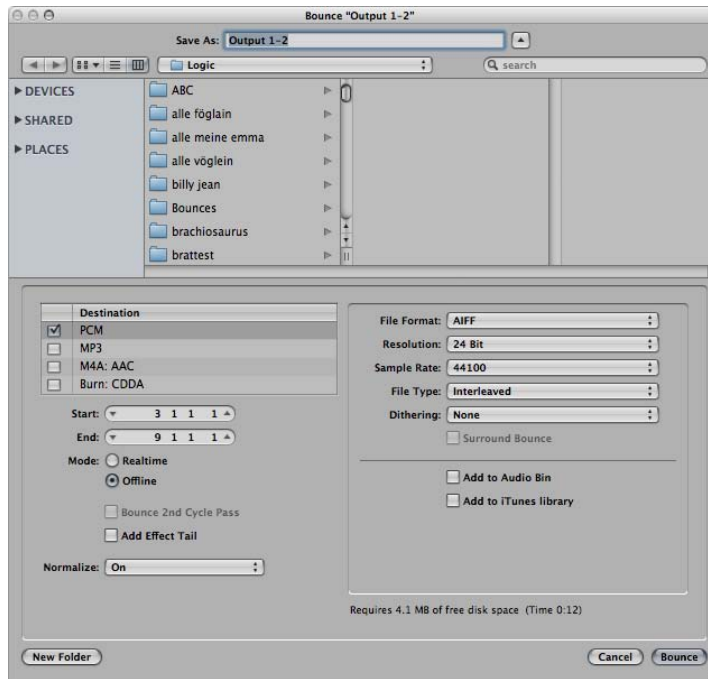 Bounce "Output 1-2"
Save As: Output 1-2
Logic
search
DEVICES
SHARED
PLACES
ABC
alle föglain
alle meine emma
alle vöglein
billy jean
Bounces
brachiosaurus
brattest
Destination
PCM
MP3
M4A: AAC
Burn: CDDA
Start: 3 1 1 1
End: 9 1 1 1
Mode: Realtime
Offline
Bounce 2nd Cycle Pass
Add Effect Tail
Normalize: On
File Format: AIFF
Resolution: 24 Bit
Sample Rate: 44100
File Type: Interleaved
Dithering: None
Surround Bounce
Add to Audio Bin
Add to iTunes library
Requires 4.1 MB of free disk space (Time 0:12)
New Folder
Cancel
Bounce